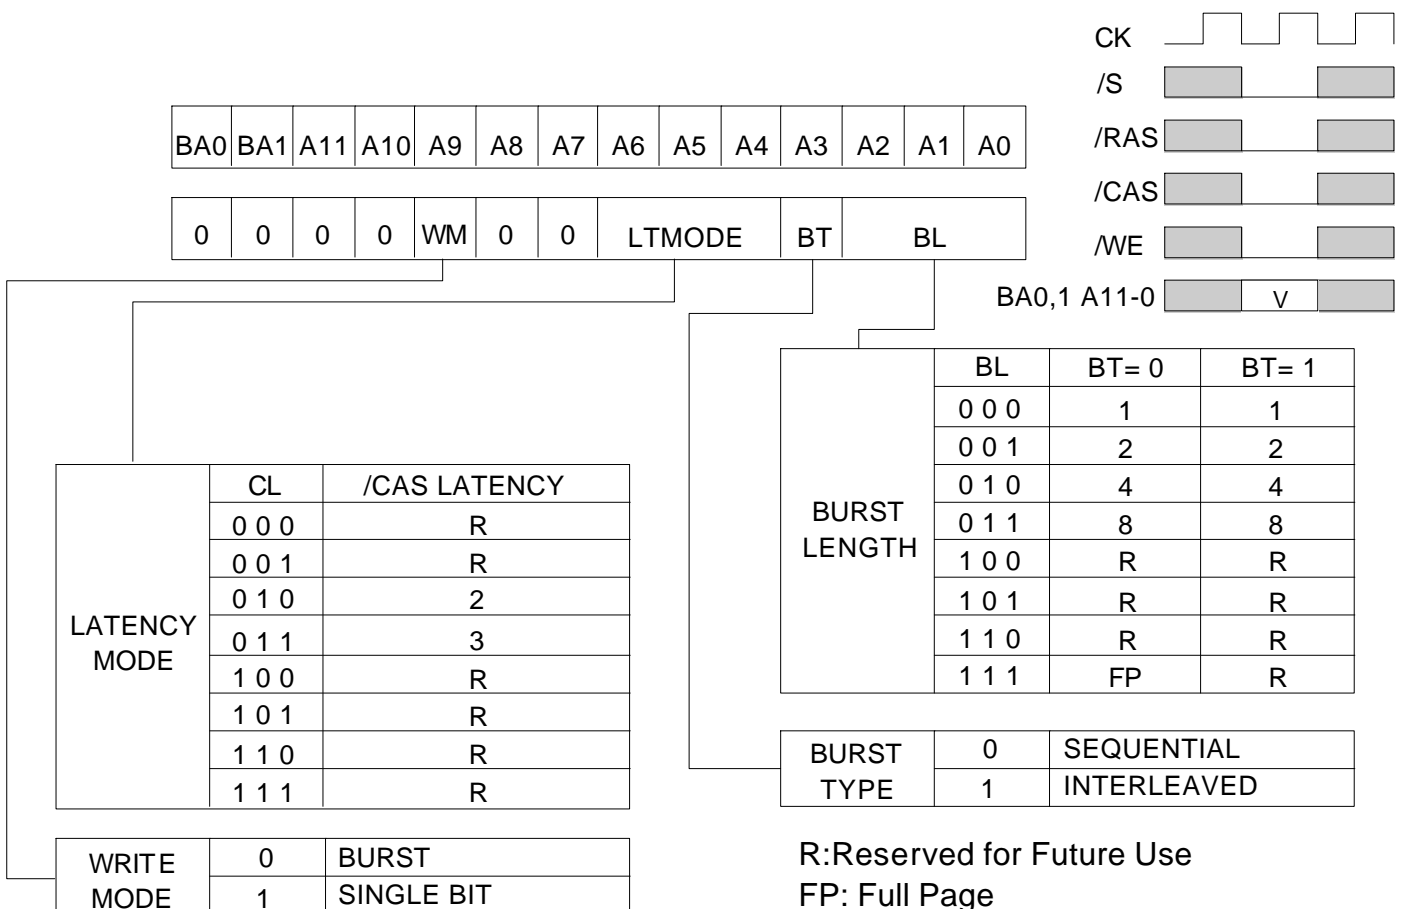 CK
/S
/RAS
/CAS
/WE
BA0,1 A11-0 V
BA0 BA1 A11 A10 A9 A8 A7 A6 A5 A4 A3 A2 A1 A0
0 0 0 0 WM 0 0 LTMODE BT BL
BURST
LENGTH
BL BT= 0 BT= 1
0 0 0 1 1
0 0 1 2 2
0 1 0 4 4
0 1 1 8 8
1 0 0 R R
1 0 1 R R
1 1 0 R R
1 1 1 FP R
LATENCY
MODE
CL /CAS LATENCY
0 0 0 R
0 0 1 R
0 1 0 2
0 1 1 3
1 0 0 R
1 0 1 R
1 1 0 R
1 1 1 R
BURST
TYPE
0 SEQUENTIAL
1 INTERLEAVED
WRITE
MODE
0 BURST
1 SINGLE BIT
R:Reserved for Future Use
FP: Full Page